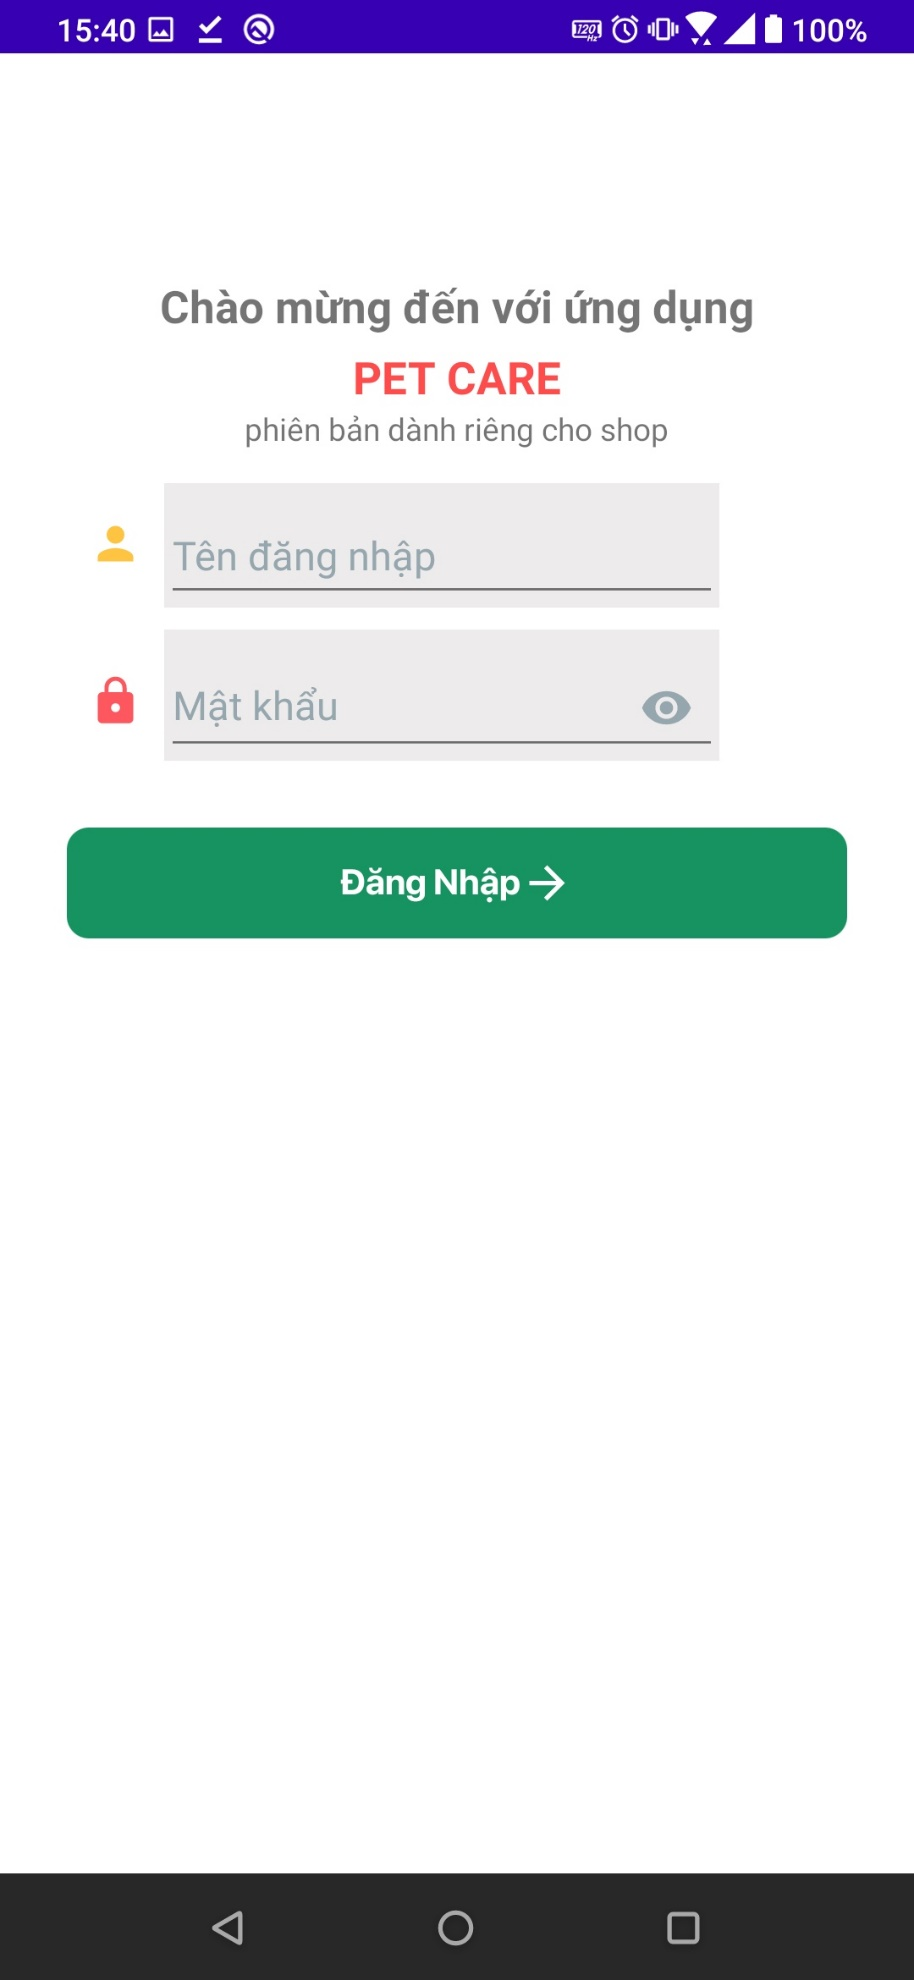 15:40
120Hz
100%
Chào mừng đến với ứng dụng
PET CARE
phiên bản dành riêng cho shop
Tên đăng nhập
Mật khẩu
Đăng Nhập